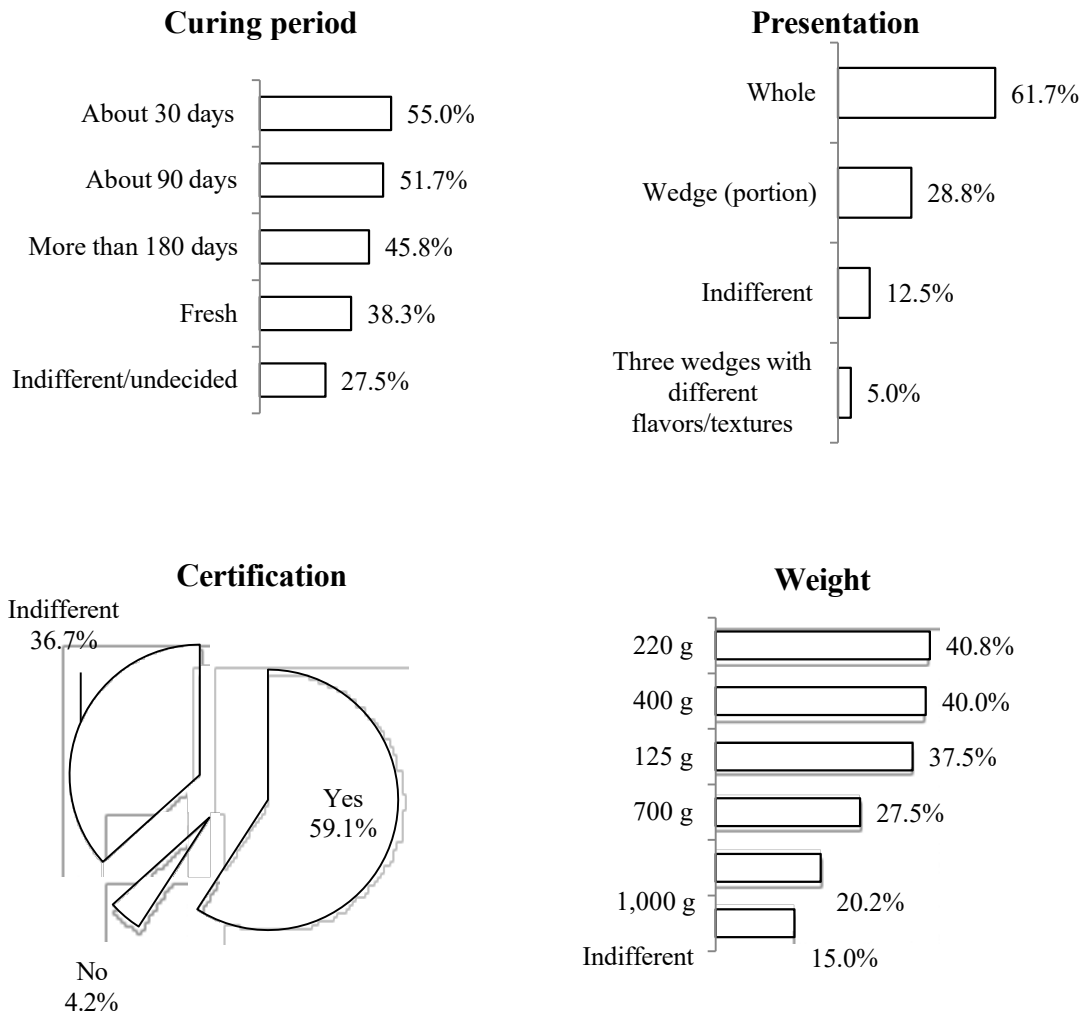 Curing period
About 30 days
55.0%
About 90 days
51.7%
More than 180 days
45.8%
Fresh
38.3%
Indifferent/undecided
27.5%
Presentation
Whole
61.7%
Wedge (portion)
28.8%
Indifferent
12.5%
Three wedges with
different
flavors/textures
5.0%
Certification
Indifferent
36.7%
Yes
59.1%
No
4.2%
Weight
220 g
40.8%
400 g
40.0%
125 g
37.5%
700 g
27.5%
1,000 g
20.2%
Indifferent
15.0%